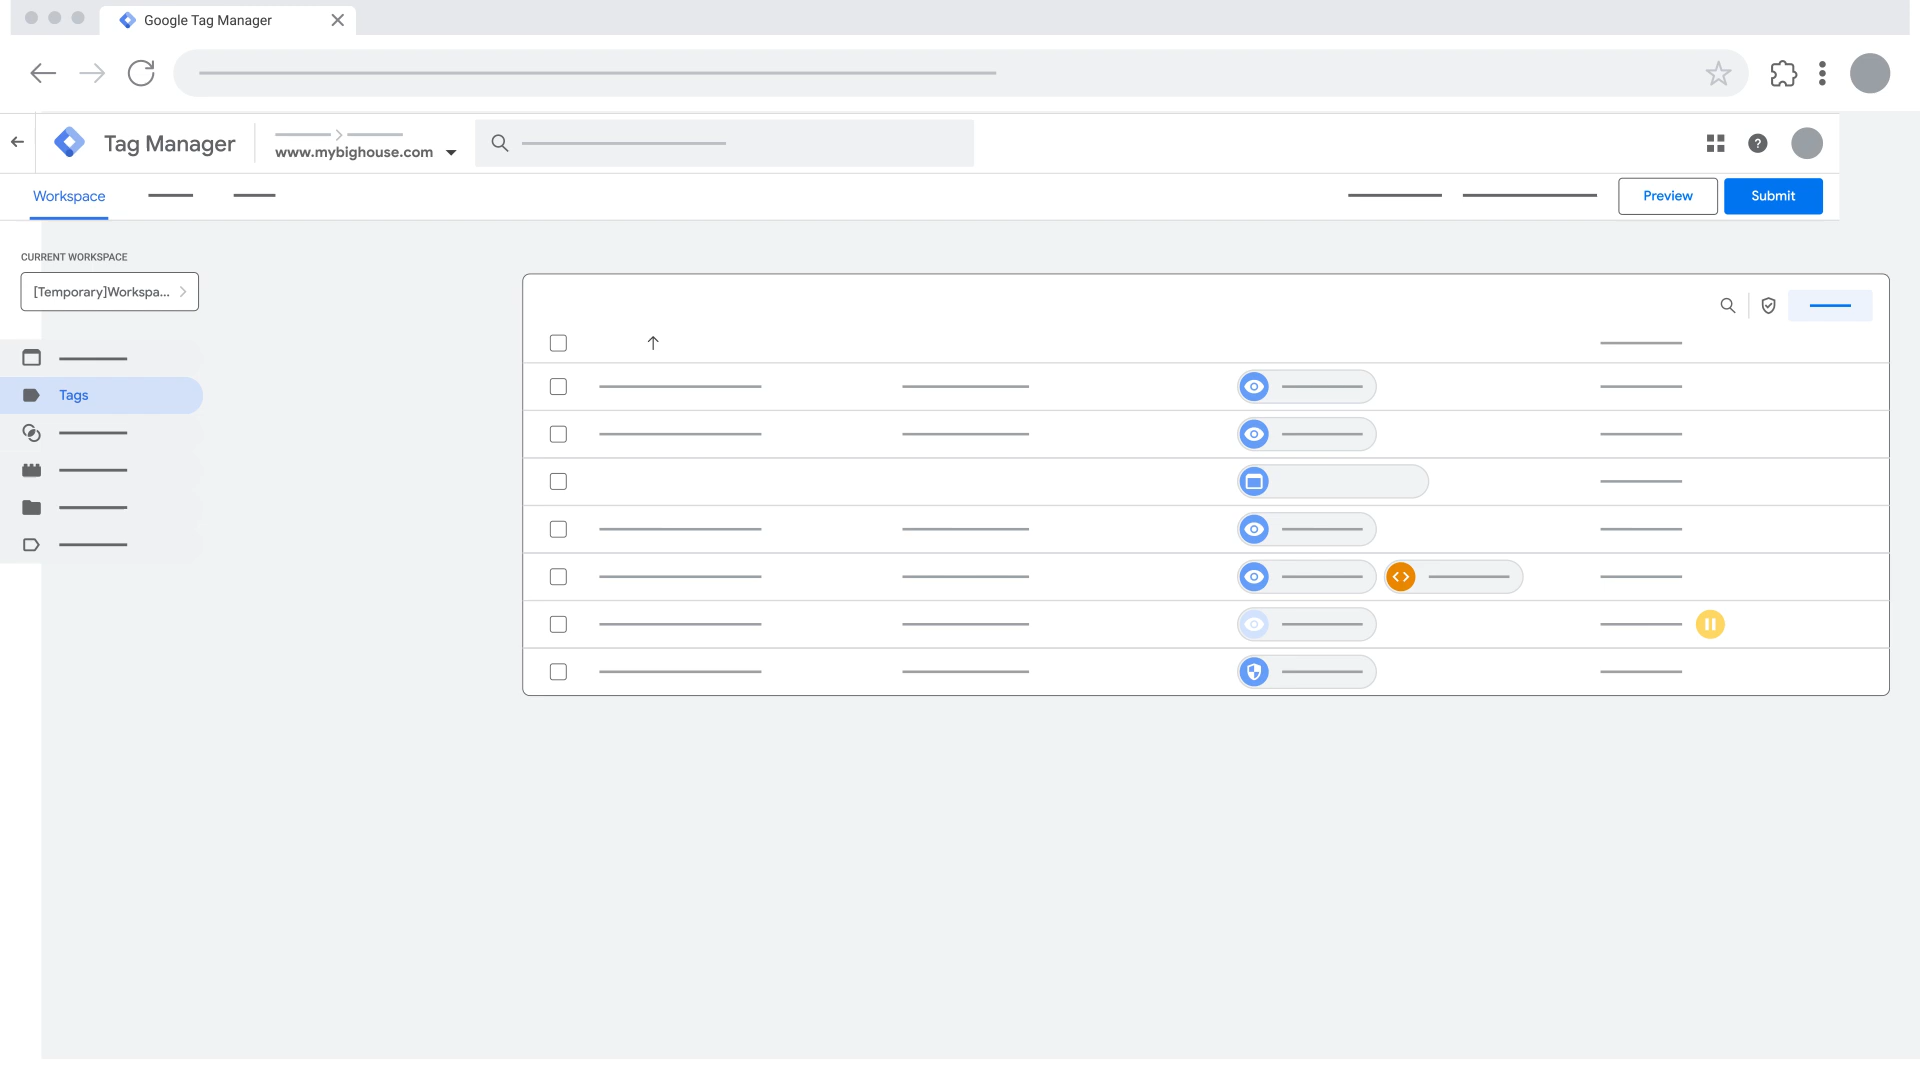 Google Tag Manager
Tag Manager
www.mybighouse.com
Workspace
Preview
Submit
CURRENT WORKSPACE
[Temporary]Workspa...
Tags